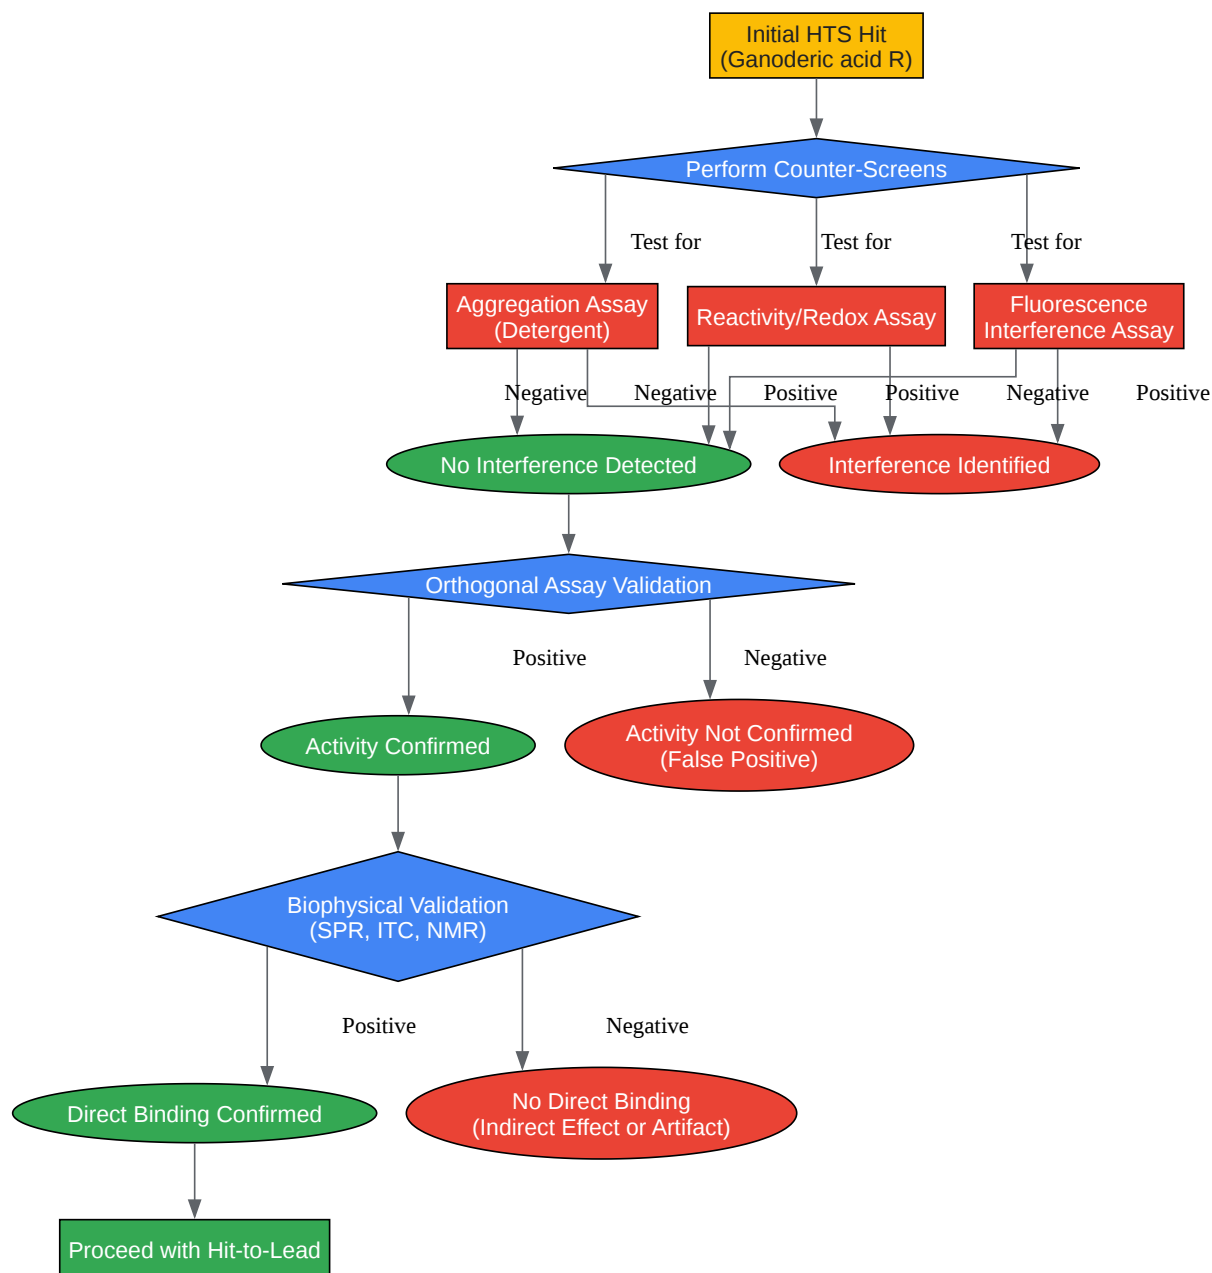 Initial HTS Hit
(Ganoderic acid R)
Perform Counter-Screens
Test for
Test for
Test for
Aggregation Assay
(Detergent)
Reactivity/Redox Assay
Fluorescence
Interference Assay
Negative
Negative
Positive
Positive
Negative
Positive
No Interference Detected
Interference Identified
Orthogonal Assay Validation
Positive
Negative
Activity Confirmed
Activity Not Confirmed
(False Positive)
Biophysical Validation
(SPR, ITC, NMR)
Positive
Negative
Direct Binding Confirmed
No Direct Binding
(Indirect Effect or Artifact)
Proceed with Hit-to-Lead